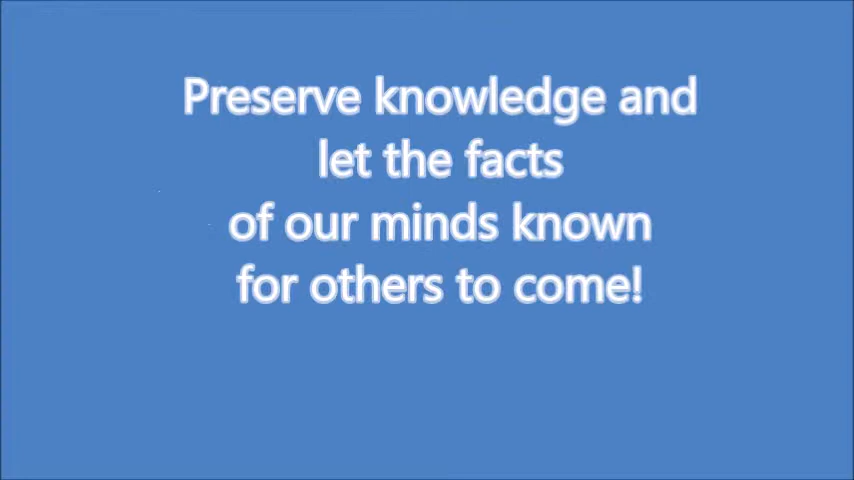 Preserve knowledge and
let the facts
of our minds known
for others to come!